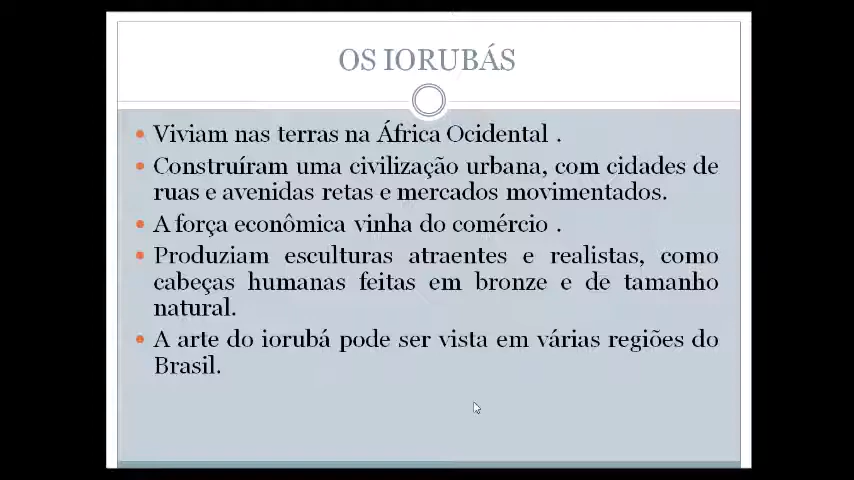 OS IORUBÁS
• Viviam nas terras na África Ocidental .
• Construíram uma civilização urbana, com cidades de
ruas e avenidas retas e mercados movimentados.
• A força econômica vinha do comércio .
• Produziam esculturas atraentes e realistas, como
cabeças humanas feitas em bronze e de tamanho
natural.
• A arte do iorubá pode ser vista em várias regiões do
Brasil.